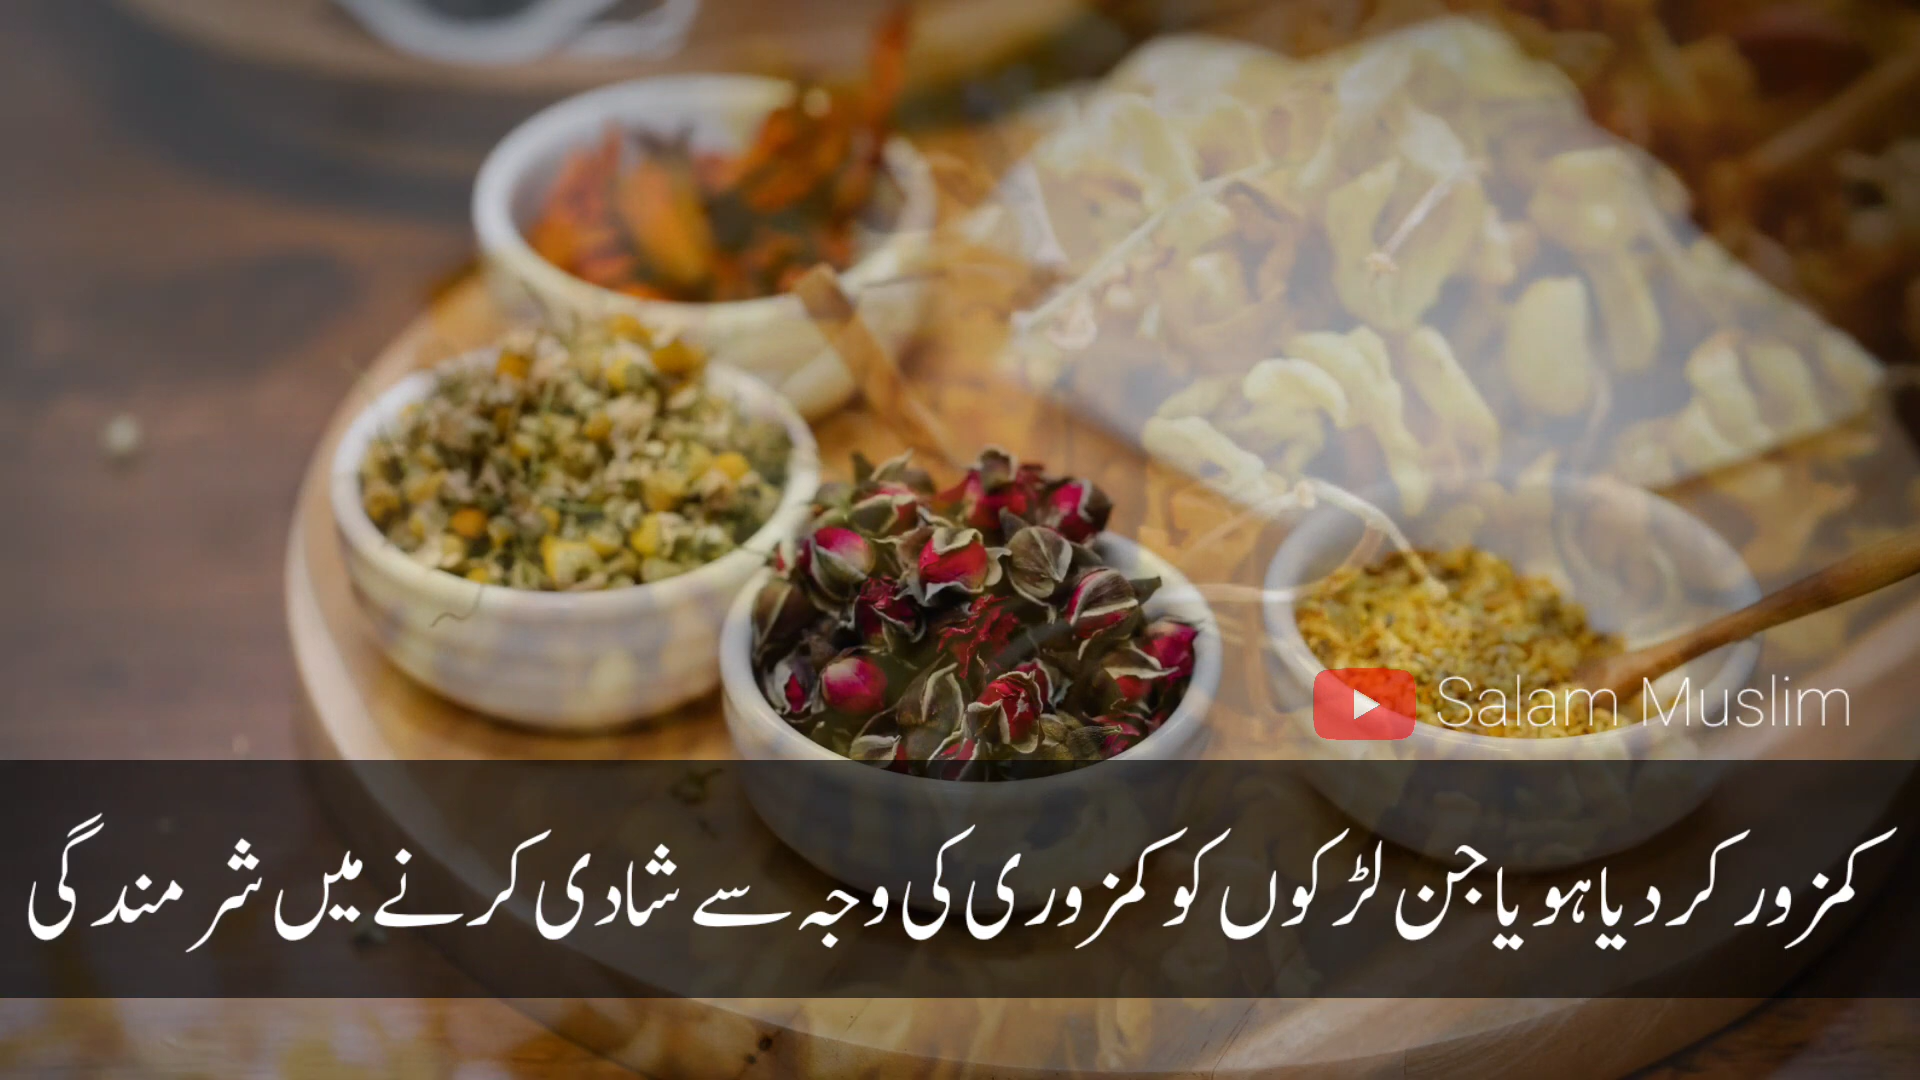 Salam Muslim
کمزور کر دیا ہو یا جن لڑکوں کو کمزوری کی وجہ سے شادی کرنے میں شرمندگی